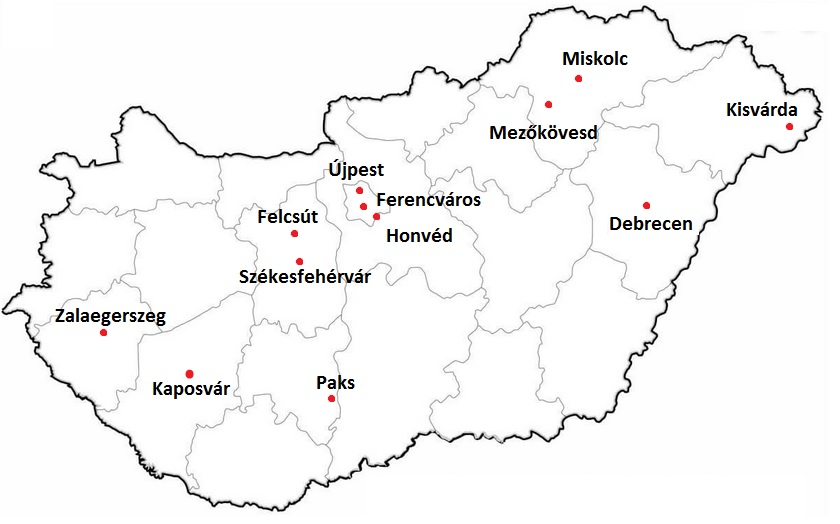 Miskolc
Kisvárda
Mezőkövesd
Újpest
Ferencváros
Felcsút
Debrecen
Honvéd
Székesfehérvár
Zalaegerszeg
Paks
Kaposvár